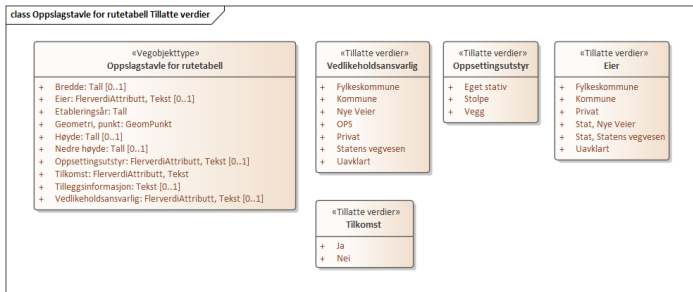 class Oppslagstavle for rutetabell Tillatte verdier
«Vegobjekttype»
Oppslagstavle for rutetabell
+ Bredde: Tall [0..1]
+ Eier: FlerverdiAttributt, Tekst [0..1]
+ Etableringsår: Tall
+ Geometri, punkt: GeomPunkt
+ Høyde: Tall [0..1]
+ Nedre høyde: Tall [0..1]
+ Oppsettingsutstyr: FlerverdiAttributt, Tekst [0..1]
+ Tilkomst: FlerverdiAttributt, Tekst
+ Tilleggsinformasjon: Tekst [0..1]
+ Vedlikeholdsansvarlig: FlerverdiAttributt, Tekst [0..1]
«Tillatte verdier»
Vedlikeholdsansvarlig
+ Fylkeskommune
+ Kommune
+ Nye Veier
+ OPS
+ Privat
+ Statens vegvesen
+ Uavklart
«Tillatte verdier»
Oppsettingsutstyr
+ Eget stativ
+ Stolpe
+ Vegg
«Tillatte verdier»
Eier
+ Fylkeskommune
+ Kommune
+ Privat
+ Stat, Nye Veier
+ Stat, Statens vegvesen
+ Uavklart
«Tillatte verdier»
Tilkomst
+ Ja
+ Nei